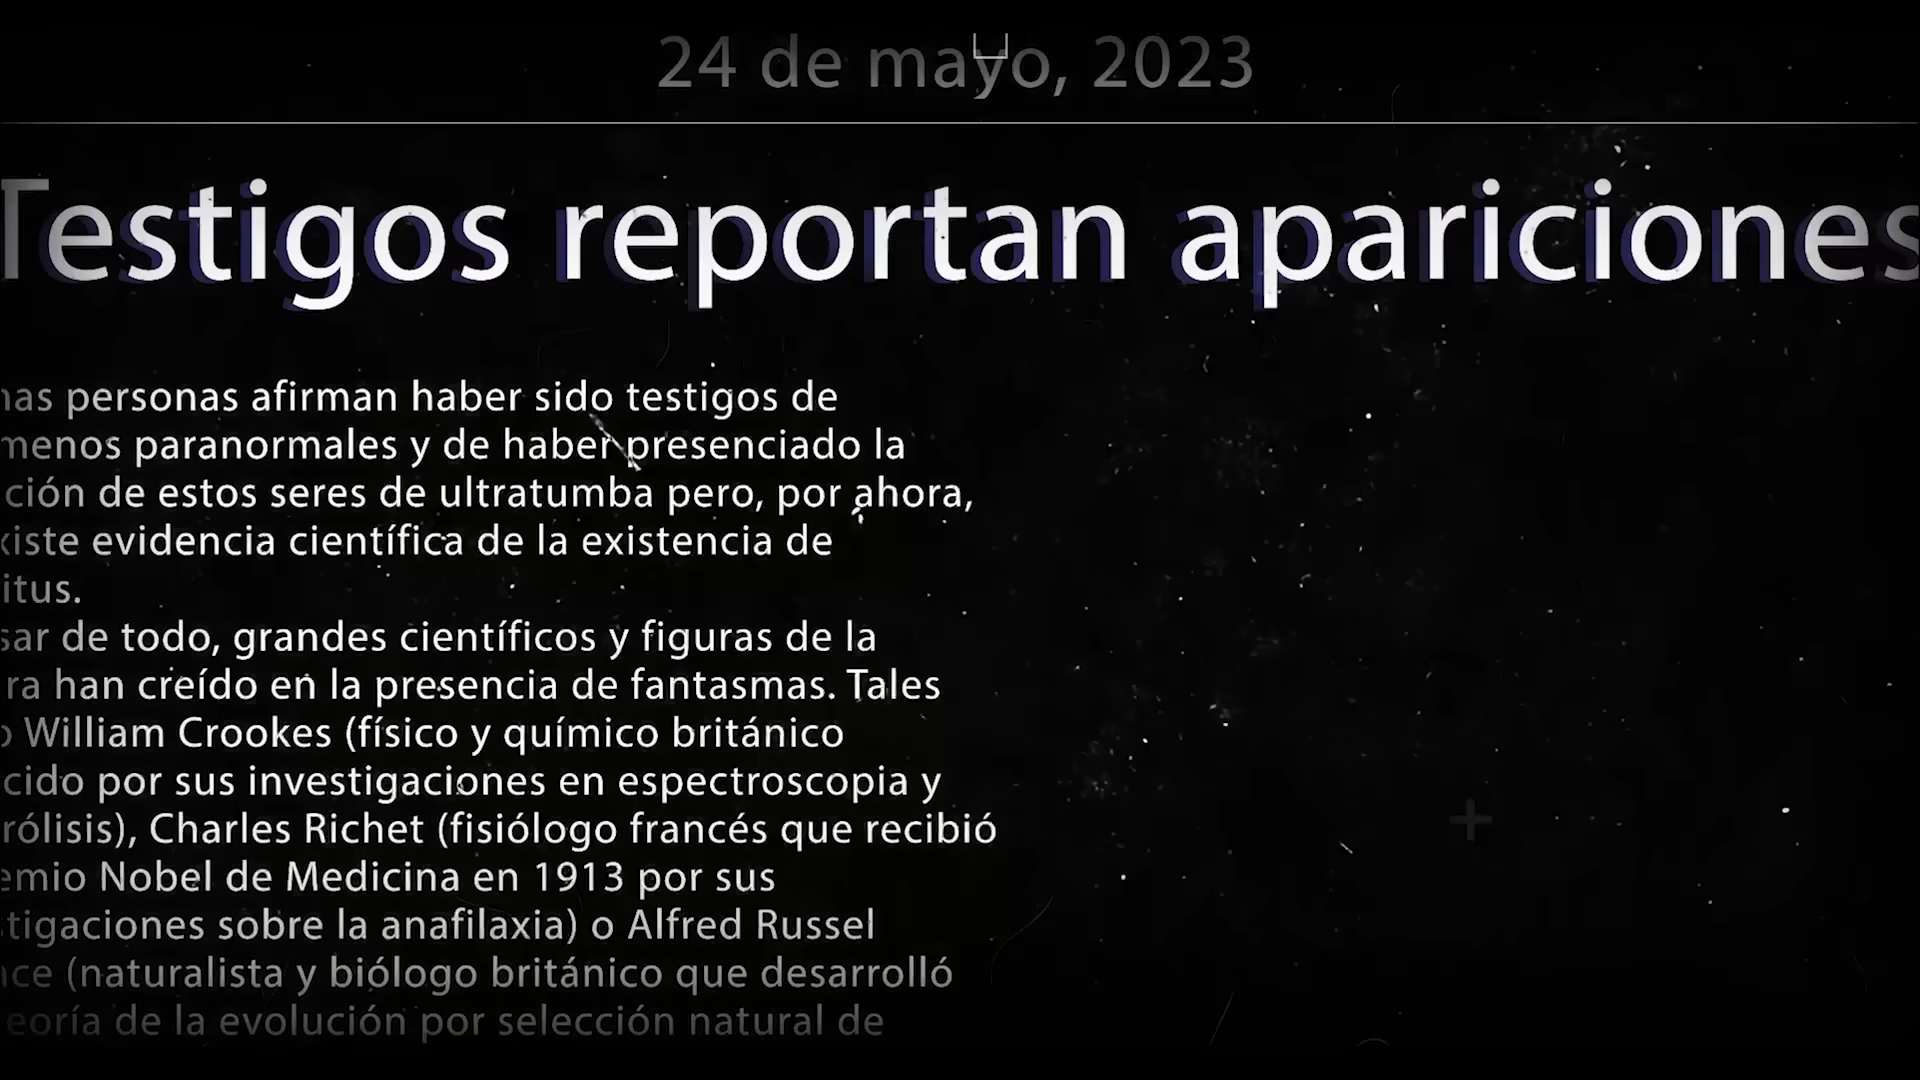 24 de mayo, 2023
Testigos reportan apariciones
nas personas afirman haber sido testigos de
menos paranormales y de haber presenciado la
ción de estos seres de ultratumba pero, por ahora,
xiste evidencia científica de la existencia de
itus.
sar de todo, grandes científicos y figuras de la
ra han creído en la presencia de fantasmas. Tales
o William Crookes (físico y químico británico
cido por sus investigaciones en espectroscopia y
rólisis), Charles Richet (fisiólogo francés que recibió
emio Nobel de Medicina en 1913 por sus
tigaciones sobre la anafilaxia) o Alfred Russel
nce (naturalista y biólogo británico que desarrolló
eoría de la evolución por selección natural de